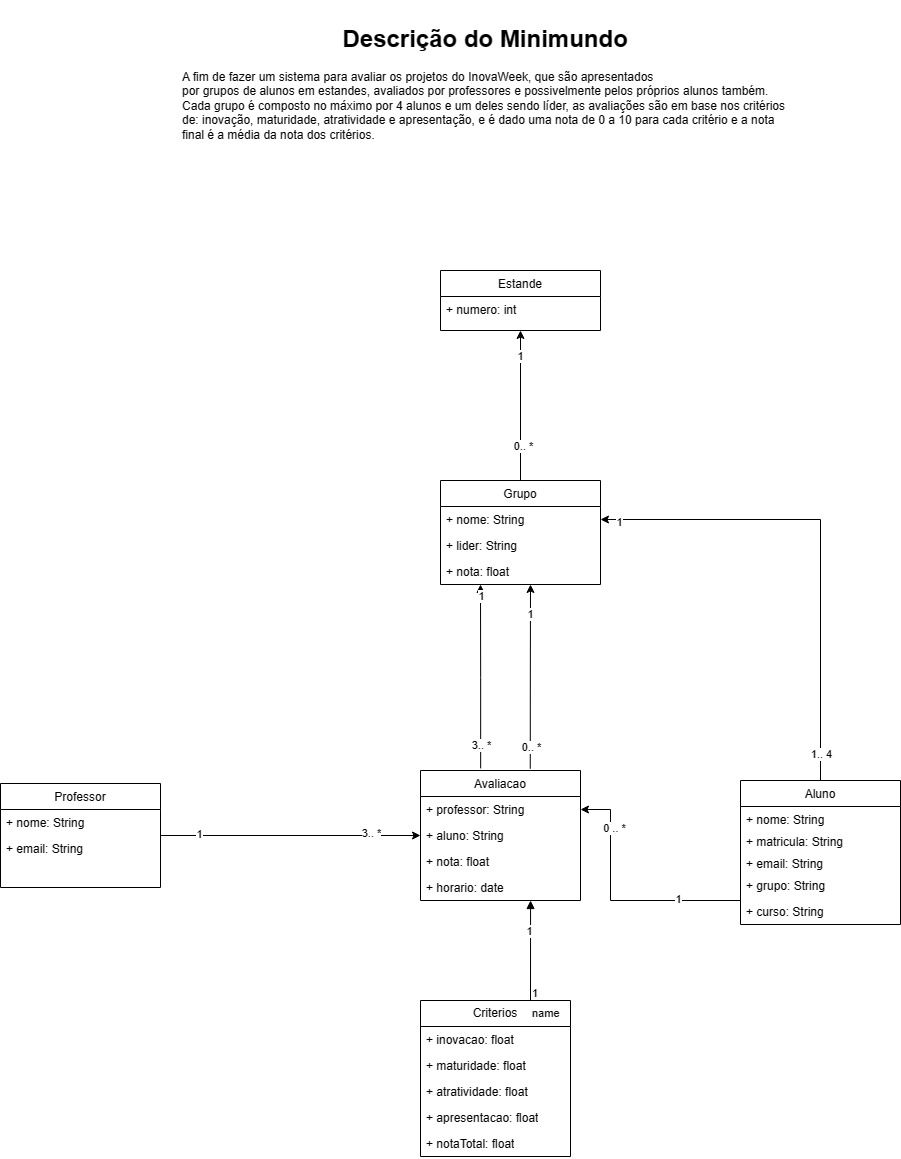 Descrição do Minimundo
A fim de fazer um sistema para avaliar os projetos do InovaWeek, que são apresentados
por grupos de alunos em estandes, avaliados por professores e possivelmente pelos próprios alunos também.
Cada grupo é composto no máximo por 4 alunos e um deles sendo líder, as avaliações são em base nos critérios
de: inovação, maturidade, atratividade e apresentação, e é dado uma nota de 0 a 10 para cada critério e a nota
final é a média da nota dos critérios.
Estande
+ numero: int
1
0.. *
Grupo
+ nome: String
+ lider: String
+ nota: float
1
1
1
3.. *
0.. *
1.. 4
Professor
+ nome: String
+ email: String
1
3.. *
Avaliacao
+ professor: String
+ aluno: String
+ nota: float
+ horario: date
0 .. *
1
Aluno
+ nome: String
+ matricula: String
+ email: String
+ grupo: String
+ curso: String
1
1
Criterios name
+ inovacao: float
+ maturidade: float
+ atratividade: float
+ apresentacao: float
+ notaTotal: float